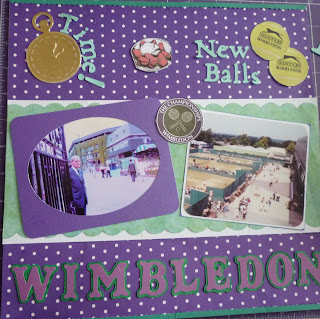 Time!
New
Balls
THE CHAMPIONSHIPS
WIMBLEDON
WIMBLEDON